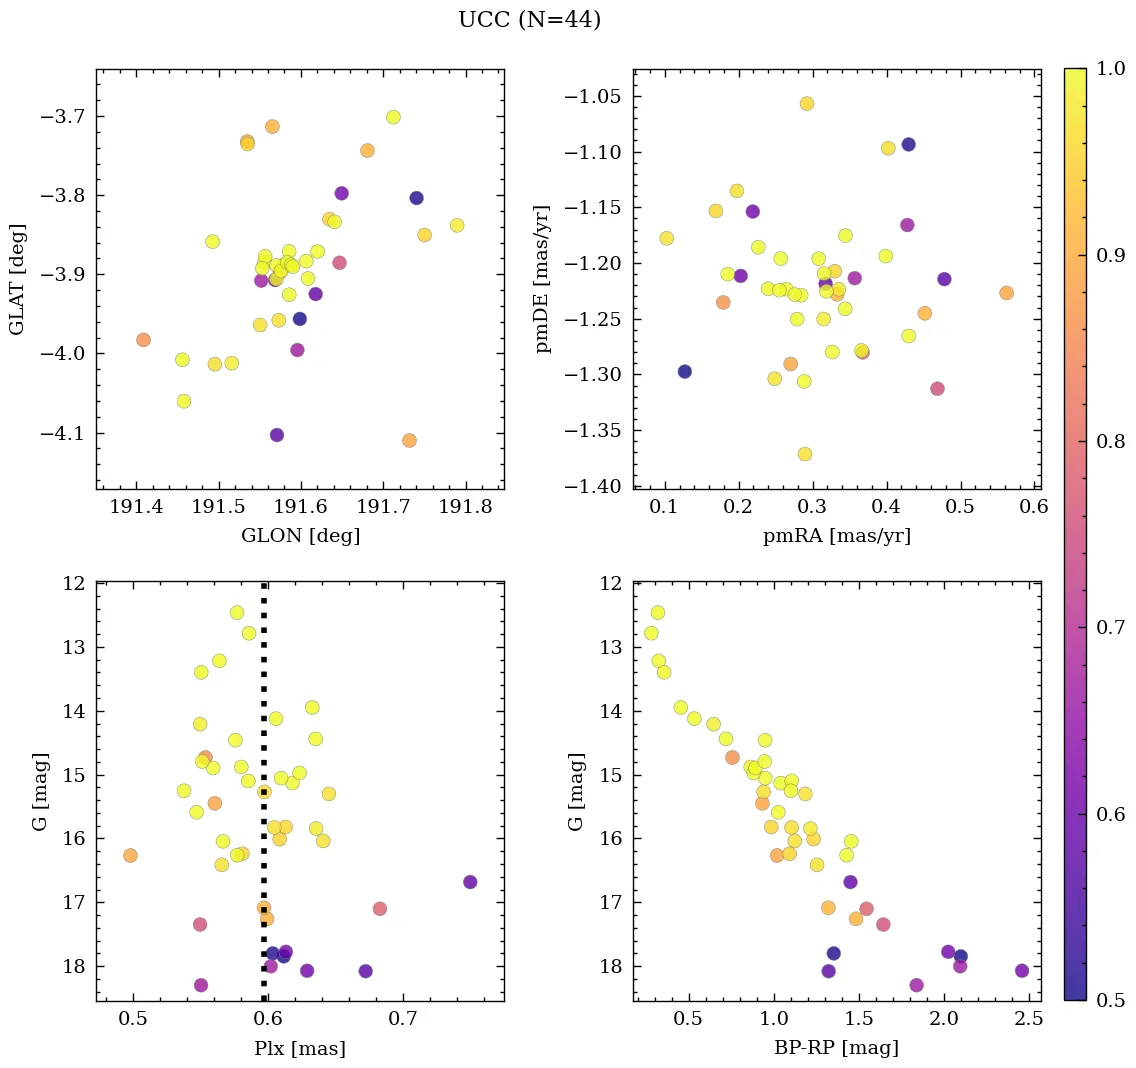 UCC (N=44)
−3.7
−3.8
−3.9
−4.0
−4.1
GLAT [deg]
191.4 191.5 191.6 191.7 191.8
GLON [deg]
−1.05
−1.10
−1.15
−1.20
−1.25
−1.30
−1.35
−1.40
pmDE [mas/yr]
0.1 0.2 0.3 0.4 0.5 0.6
pmRA [mas/yr]
12
13
14
15
16
17
18
G [mag]
0.5 0.6 0.7
Plx [mas]
12
13
14
15
16
17
18
G [mag]
0.5 1.0 1.5 2.0 2.5
BP-RP [mag]
1.0
0.9
0.8
0.7
0.6
0.5